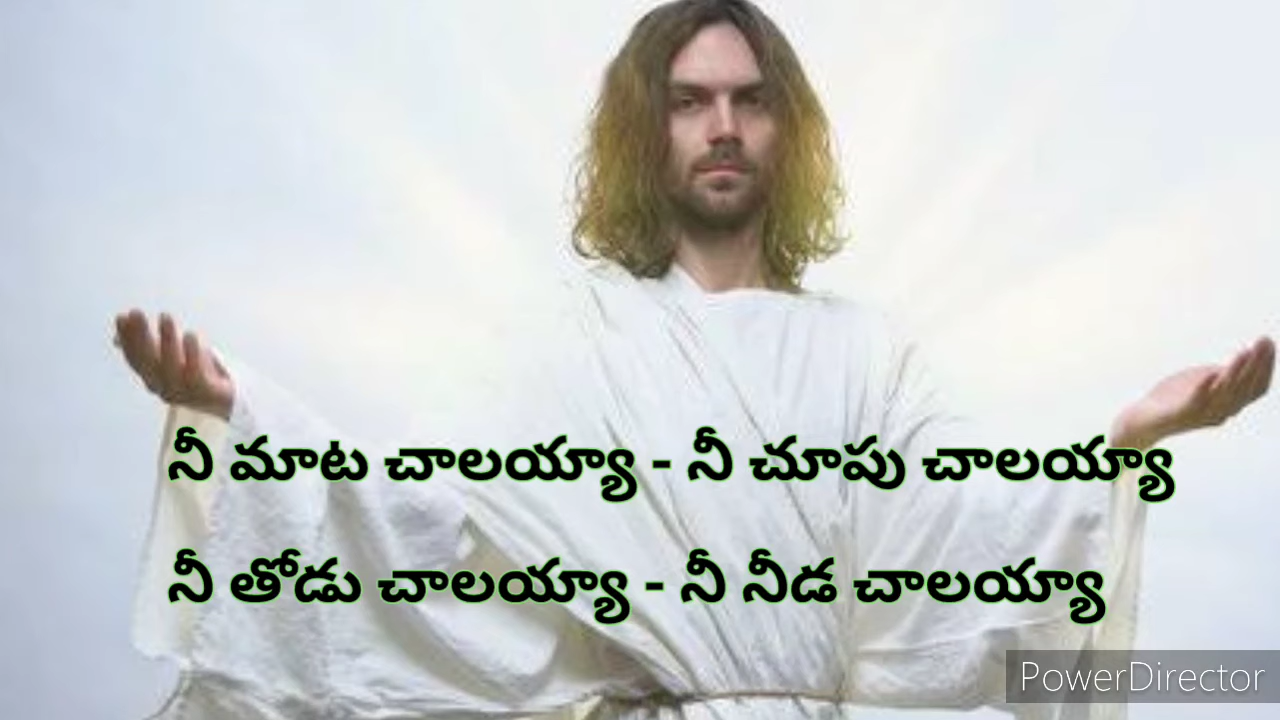 నీ మాట చాలయ్యా - నీ చూపు చాలయ్యా
నీ తోడు చాలయ్యా - నీ నీడ చాలయ్యా
PowerDirector